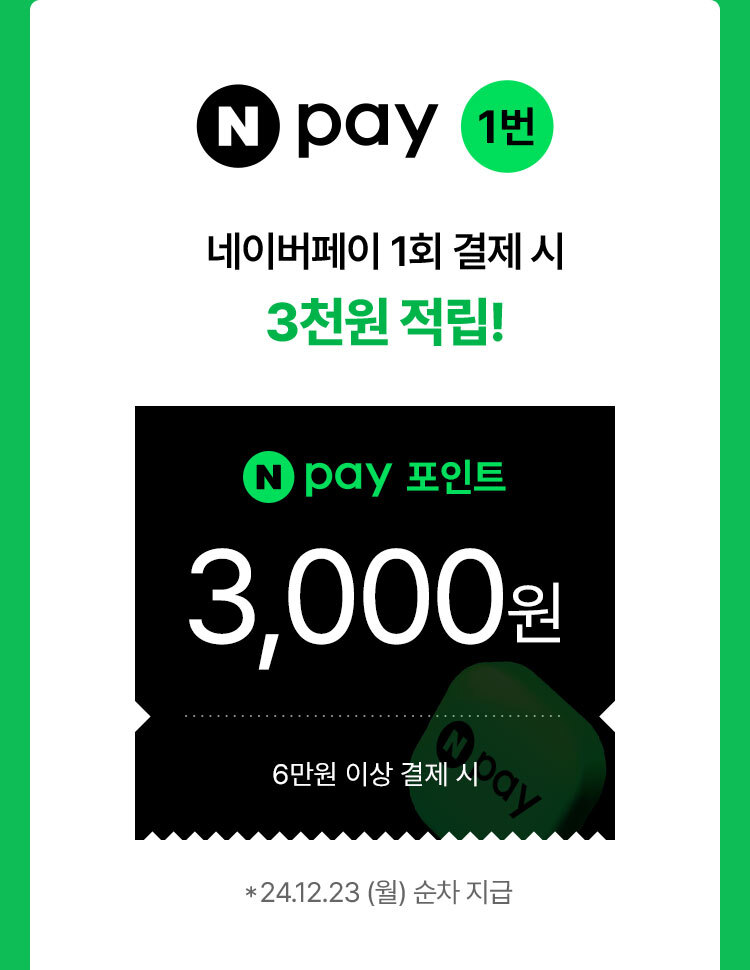 N pay 1번
네이버페이 1회 결제 시
3천원 적립!
N pay 포인트
3,000원
6만원 이상 결제 시
N pay
*24.12.23 (월) 순차 지급